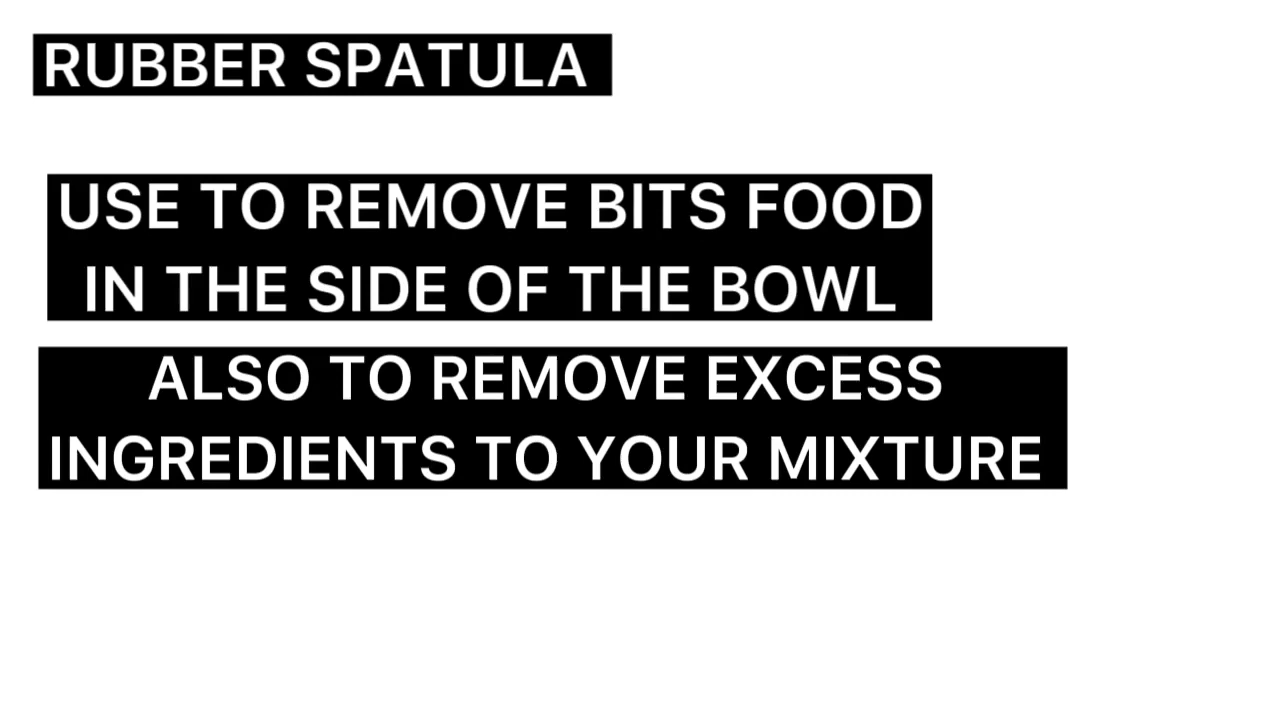 RUBBER SPATULA
USE TO REMOVE BITS FOOD
IN THE SIDE OF THE BOWL
ALSO TO REMOVE EXCESS
INGREDIENTS TO YOUR MIXTURE